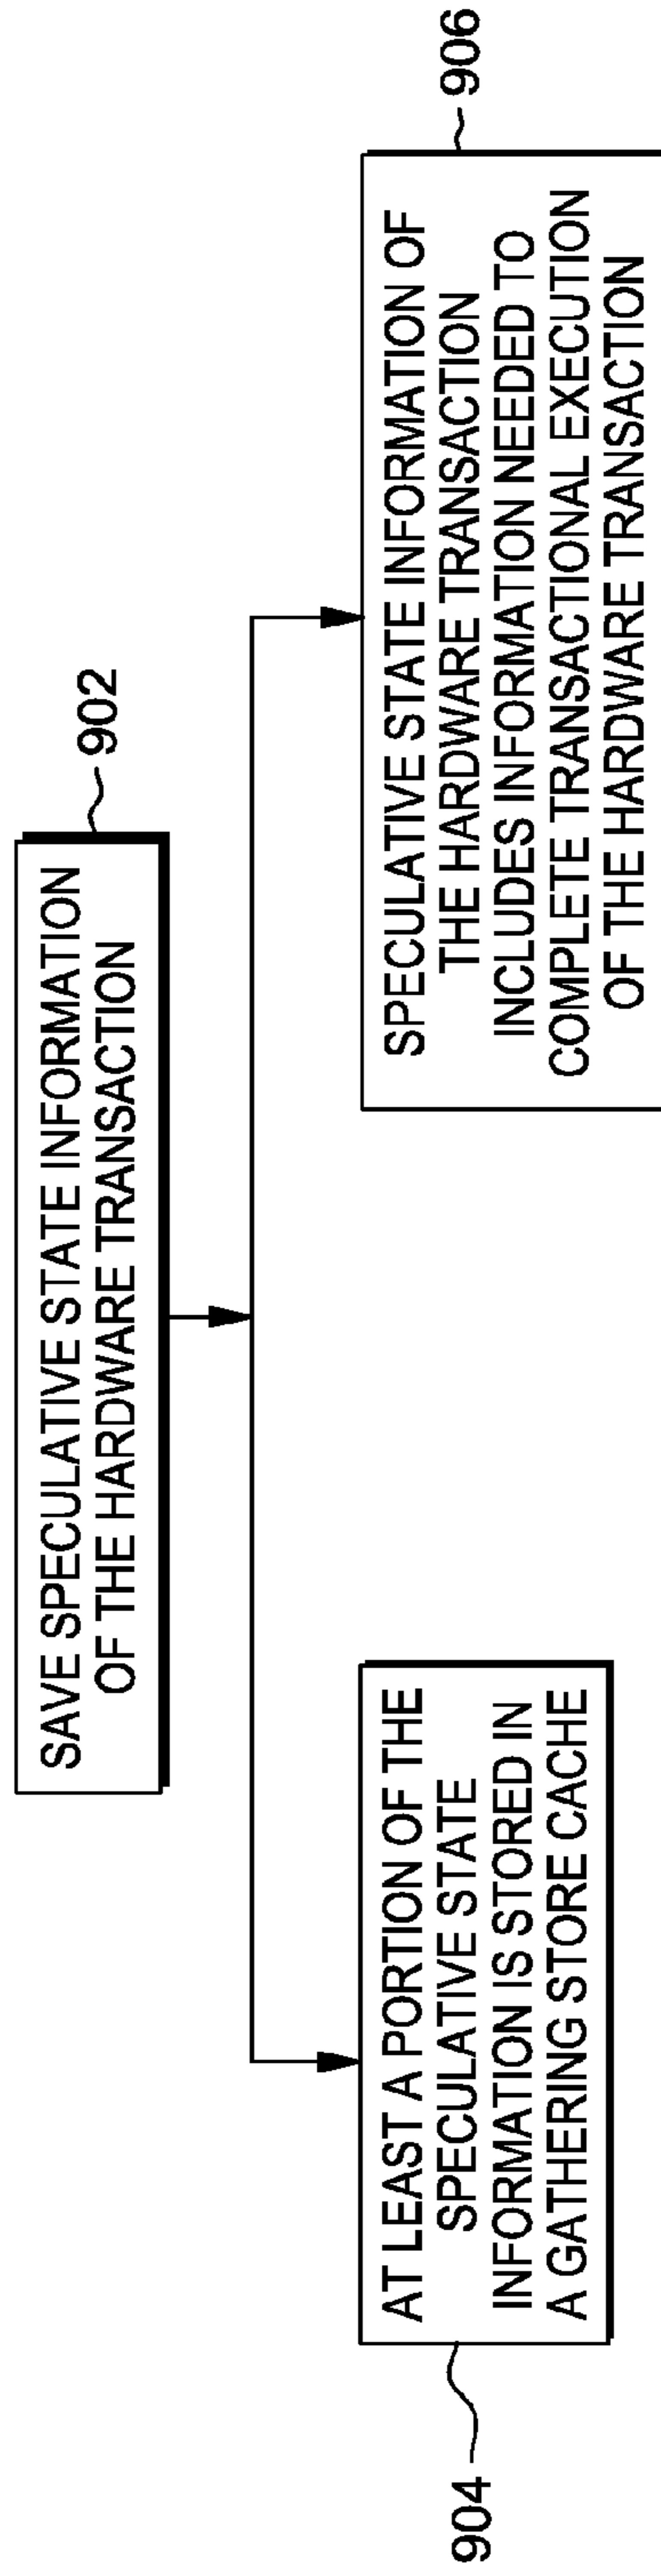 SAVE SPECULATIVE STATE INFORMATION
OF THE HARDWARE TRANSACTION
902
AT LEAST A PORTION OF THE
SPECULATIVE STATE
INFORMATION IS STORED IN
A GATHERING STORE CACHE
904
SPECULATIVE STATE INFORMATION OF
THE HARDWARE TRANSACTION
INCLUDES INFORMATION NEEDED TO
COMPLETE TRANSACTIONAL EXECUTION
OF THE HARDWARE TRANSACTION
906